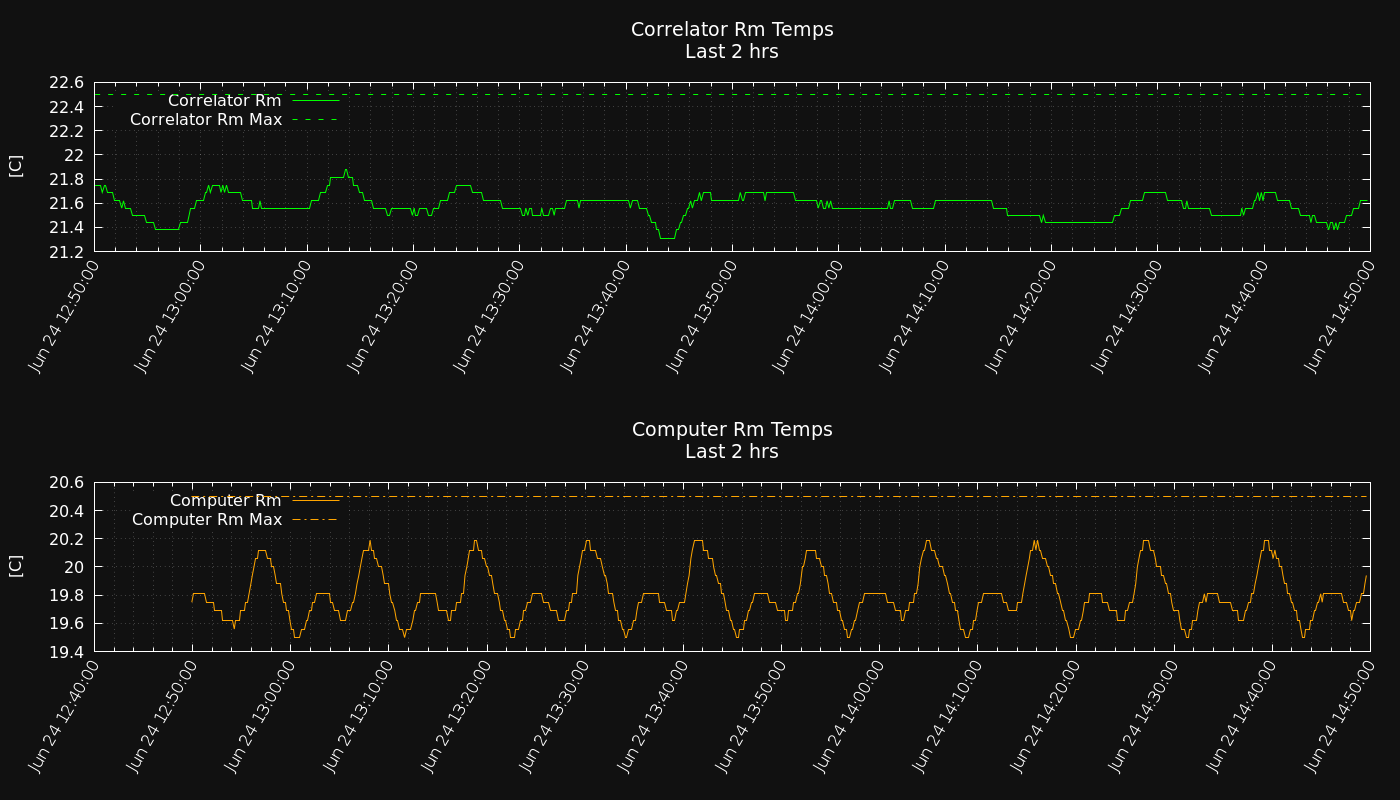 Correlator Rm Temps
Last 2 hrs
22.6
22.4
22.2
22
21.8
21.6
21.4
21.2
[C]
Correlator Rm
Correlator Rm Max
Jun 24 12:50:00
Jun 24 13:00:00
Jun 24 13:10:00
Jun 24 13:20:00
Jun 24 13:30:00
Jun 24 13:40:00
Jun 24 13:50:00
Jun 24 14:00:00
Jun 24 14:10:00
Jun 24 14:20:00
Jun 24 14:30:00
Jun 24 14:40:00
Jun 24 14:50:00
Computer Rm Temps
Last 2 hrs
20.6
20.4
20.2
20
19.8
19.6
19.4
[C]
Computer Rm
Computer Rm Max
Jun 24 12:40:00
Jun 24 12:50:00
Jun 24 13:00:00
Jun 24 13:10:00
Jun 24 13:20:00
Jun 24 13:30:00
Jun 24 13:40:00
Jun 24 13:50:00
Jun 24 14:00:00
Jun 24 14:10:00
Jun 24 14:20:00
Jun 24 14:30:00
Jun 24 14:40:00
Jun 24 14:50:00